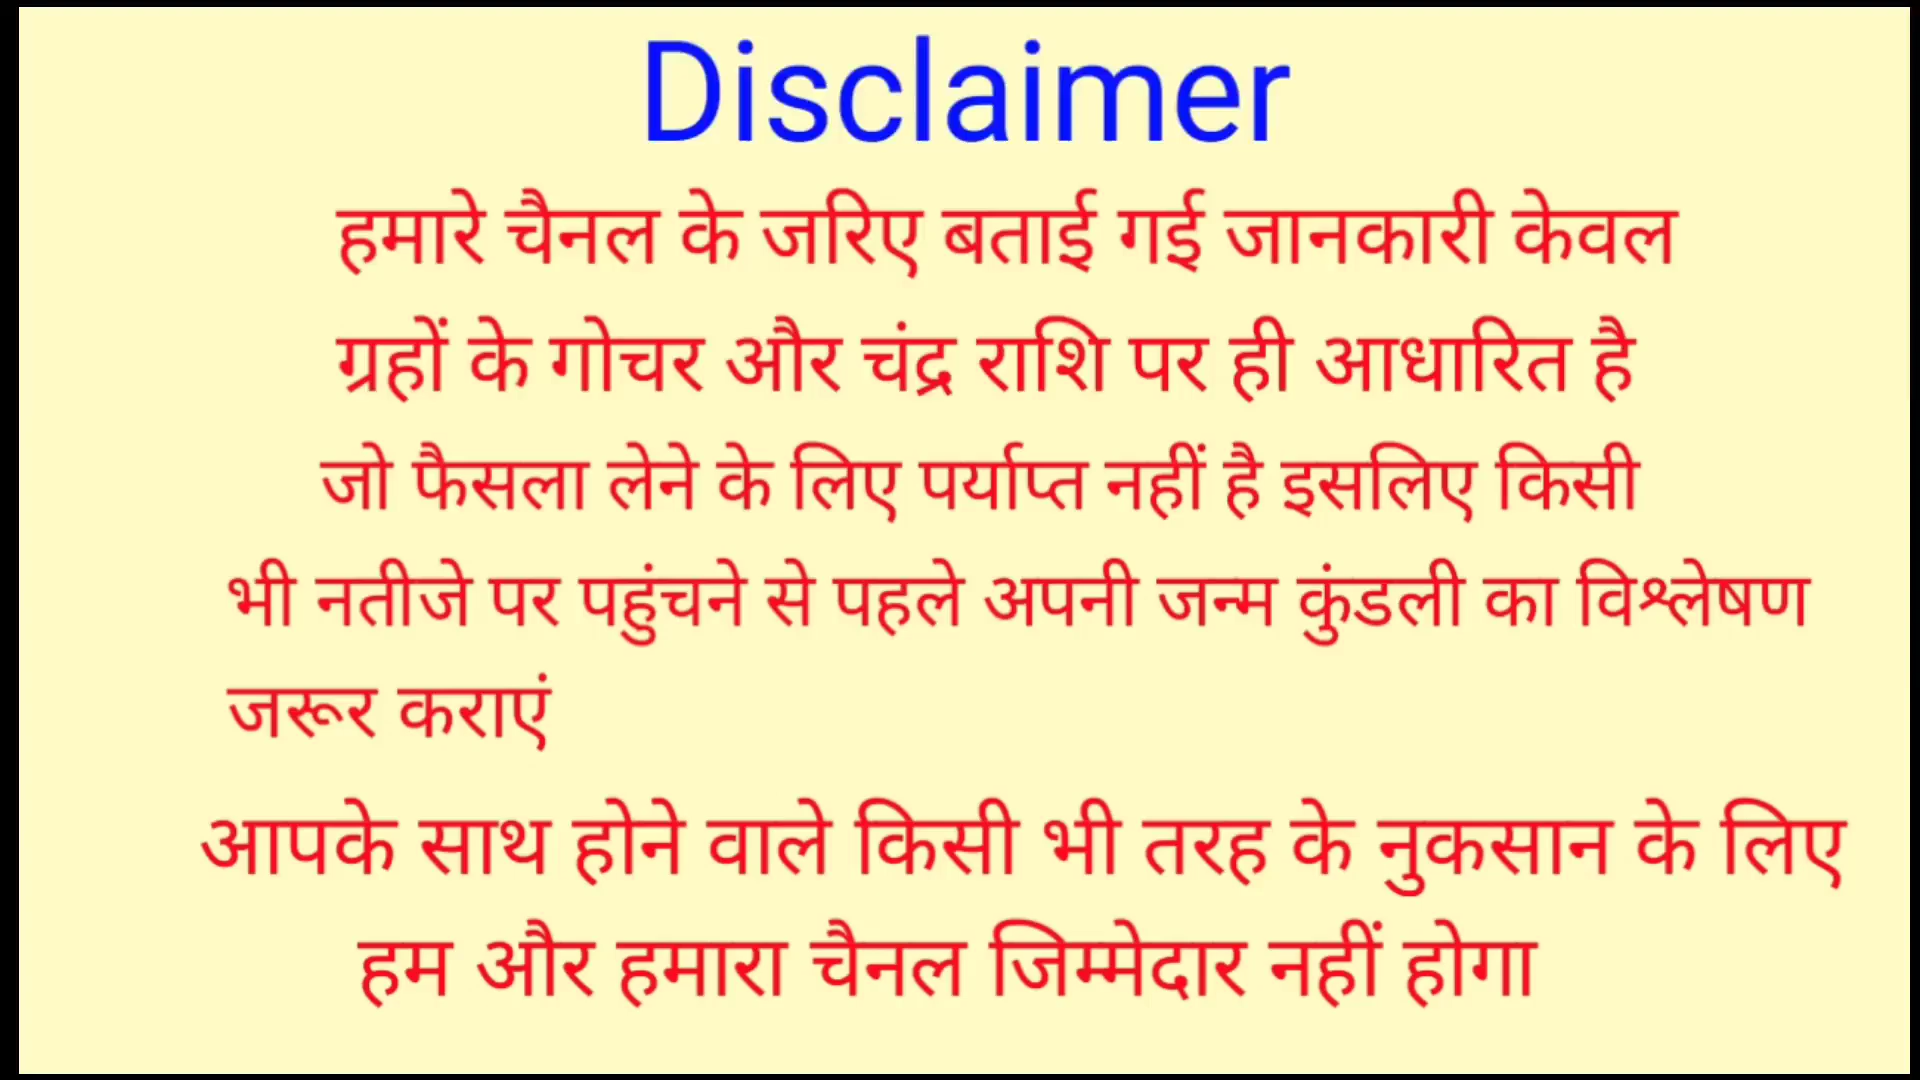 Disclaimer
हमारे चैनल के जरिए बताई गई जानकारी केवल
ग्रहों के गोचर और चंद्र राशि पर ही आधारित है
जो फैसला लेने के लिए पर्याप्त नहीं है इसलिए किसी
भी नतीजे पर पहुंचने से पहले अपनी जन्म कुंडली का विश्लेषण
जरूर कराएं
आपके साथ होने वाले किसी भी तरह के नुकसान के लिए
हम और हमारा चैनल जिम्मेदार नहीं होगा